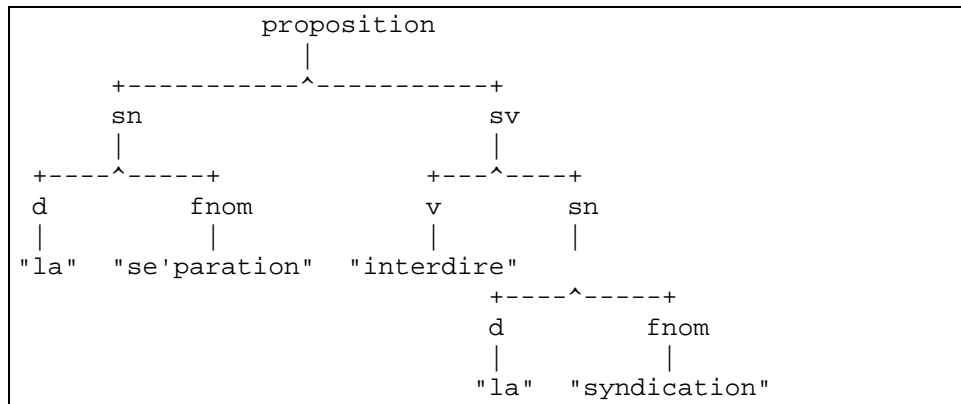 proposition
|
+-----------^-----------+
sn sv
| |
+----^-----+ +---^----+
d fnom v sn
| | | |
"la" "se'paration" "interdire"
+----^-----+
d fnom
| |
"la" "syndication"